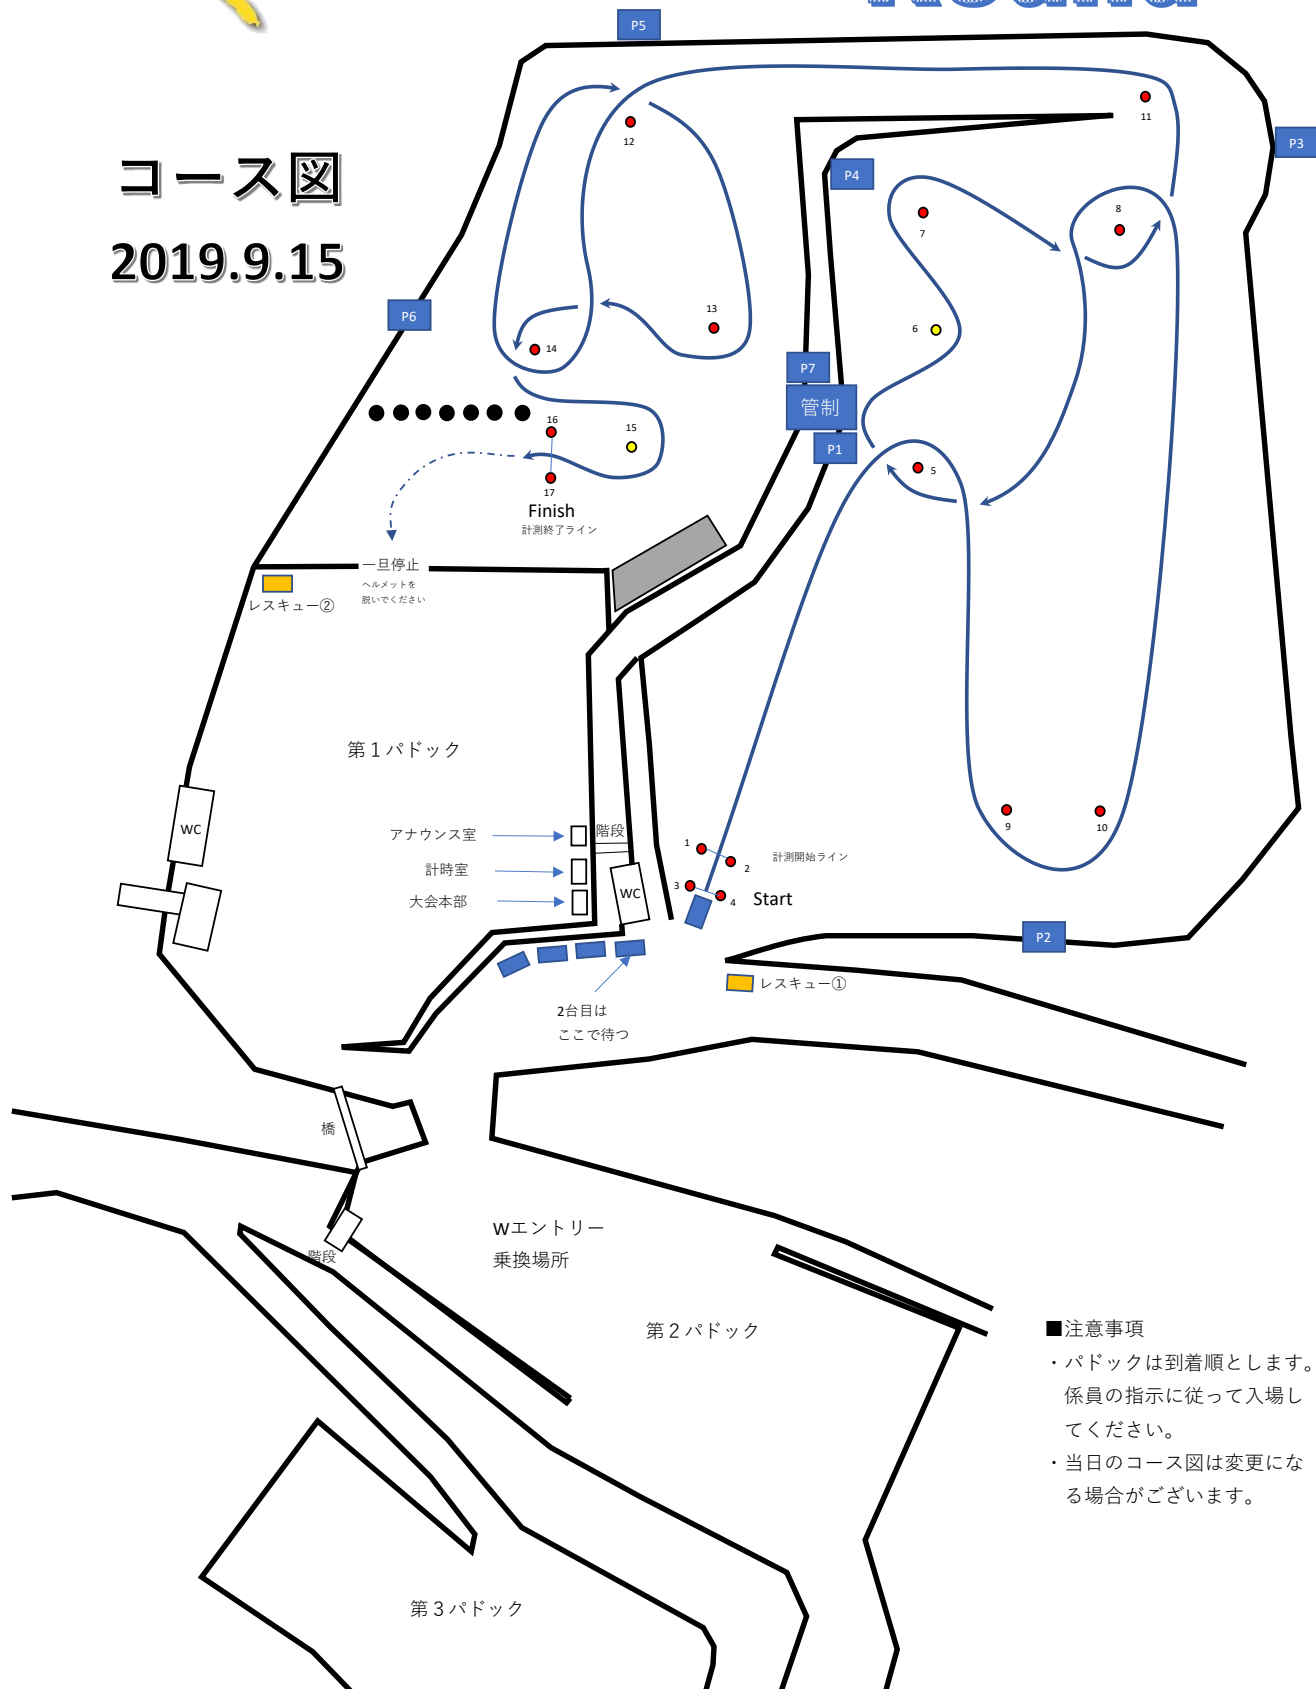 P5
コース図
2019.9.15
P3
P4
P6
P7
管制
P1
11
12
8
7
13
6
14
16
15
5
17
Finish
計測終了ライン
一旦停止
ヘルメットを
脱いでください
レスキュー②
第１パドック
WC
アナウンス室
階段
計時室
大会本部
WC
9
10
1
2
計測開始ライン
3
4
Start
P2
レスキュー①
2台目は
ここで待つ
橋
階段
Wエントリー
乗換場所
第２パドック
■注意事項
・パドックは到着順とします。
係員の指示に従って入場し
てください。
・当日のコース図は変更にな
る場合がございます。
第３パドック